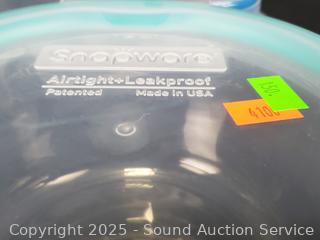 Snapware
Airtight+Leakproof
Patented Made in USA
4100
Copyright 2025 - Sound Auction Service